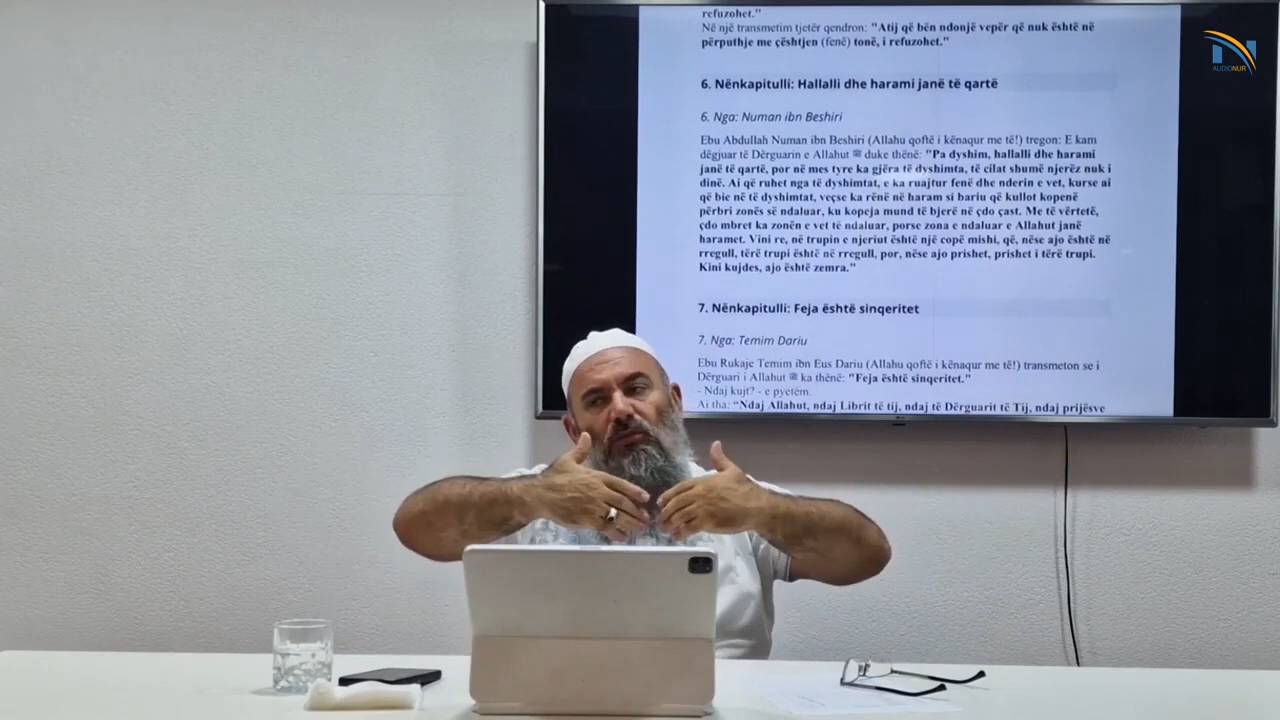 refuzohet."
Në një transmetim tjetër qendron: "Atij që bën ndonjë vepër që nuk është në
përputhje me çështjen (fenë) tonë, i refuzohet."
6. Nënkapitulli: Hallalli dhe harami janë të qartë
6. Nga: Numan ibn Beshiri
Ebu Abdullah Numan ibn Beshiri (Allahu qoftë i kënaqur me të!) tregon: E kam
dëgjuar të Dërguarin e Allahut ﷺ duke thënë: "Pa dyshim, hallalli dhe harami
janë të qartë, por në mes tyre ka gjëra të dyshimta, të cilat shumë njerëz nuk i
dinë. Ai që ruhet nga të dyshimtat, e ka ruajtur fenë dhe nderin e vet, kurse ai
që bie në të dyshimtat, veçse ka rënë në haram si bariu që kullot kopenë
përbri zonës së ndaluar, ku kopeja mund të bjerë në çdo çast. Me të vërtetë,
çdo mbret ka zonën e vet të ndaluar, porse zona e ndaluar e Allahut janë
haramet. Vini re, në trupin e njeriut është një copë mishi, që, nëse ajo është në
rregull, tërë trupi është në rregull, por, nëse ajo prishet, prishet i tërë trupi.
Kini kujdes, ajo është zemra."
7. Nënkapitulli: Feja është sinqeritet
7. Nga: Temim Dariu
Ebu Rukaje Temim ibn Eus Dariu (Allahu qoftë i kënaqur me të!) transmeton se i
Dërguari i Allahut ﷺ ka thënë: "Feja është sinqeritet."
- Ndaj kujt? - e pyetëm.
Ai tha: "Ndaj Allahut, ndaj Librit të tij, ndaj të Dërguarit të Tij, ndaj prijësve
AUDIONUR